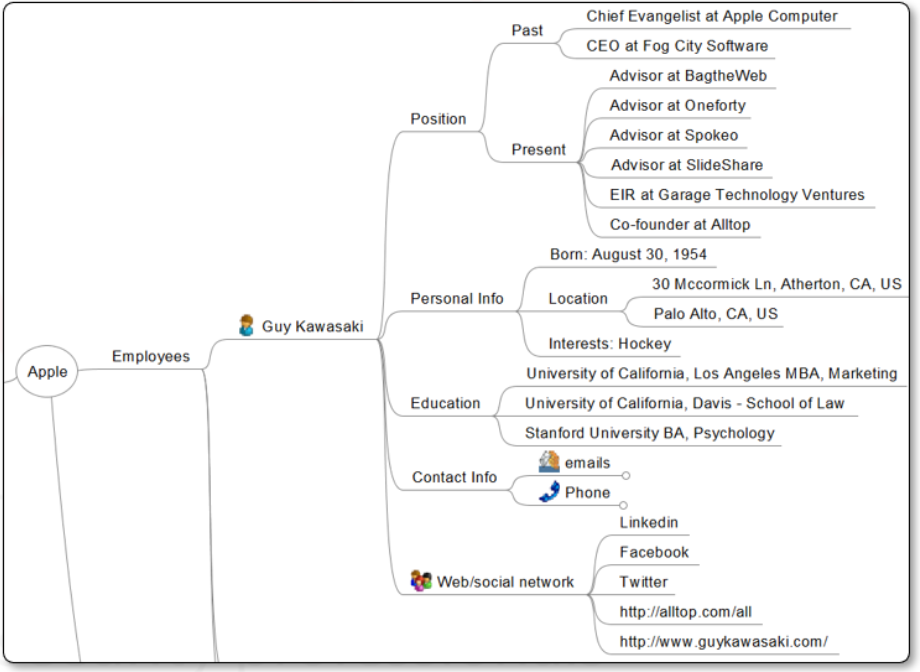 Apple
Employees
Guy Kawasaki
Position
Past
Chief Evangelist at Apple Computer
CEO at Fog City Software
Present
Advisor at BagtheWeb
Advisor at Oneforty
Advisor at Spokeo
Advisor at SlideShare
EIR at Garage Technology Ventures
Co-founder at Alltop
Personal Info
Born: August 30, 1954
Location
30 Mccormick Ln, Atherton, CA, US
Palo Alto, CA, US
Interests: Hockey
Education
University of California, Los Angeles MBA, Marketing
University of California, Davis - School of Law
Stanford University BA, Psychology
Contact Info
emails
Phone
Web/social network
Linkedin
Facebook
Twitter
http://alltop.com/all
http://www.guykawasaki.com/